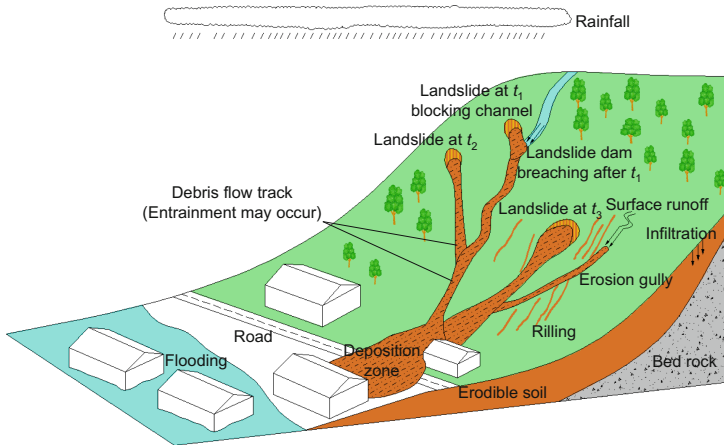 Rainfall
Landslide at t1
blocking channel
Landslide at t2
Landslide dam
breaching after t1
Debris flow track
(Entrainment may occur)
Landslide at t3
Surface runoff
Infiltration
Erosion gully
Road
Rilling
Flooding
Deposition
zone
Bed rock
Erodible soil